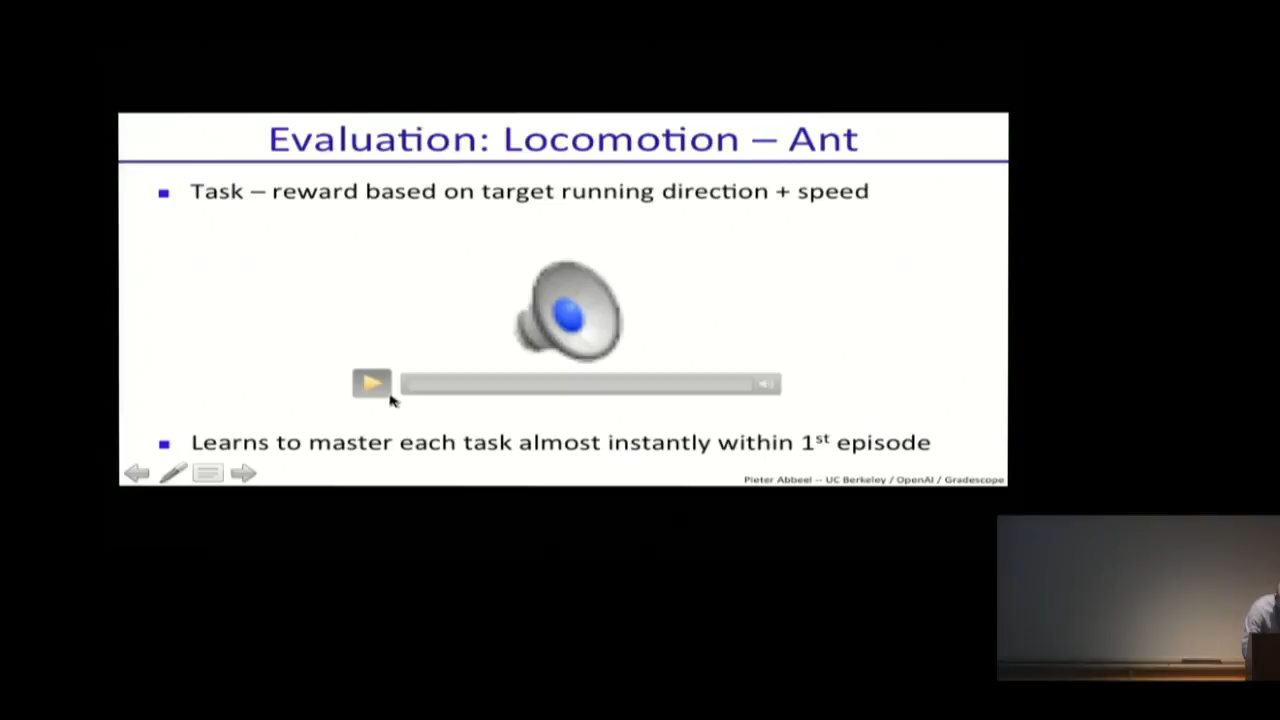 Evaluation: Locomotion – Ant
Task – reward based on target running direction + speed
Learns to master each task almost instantly within 1st episode
Pieter Abbeel -- UC Berkeley / OpenAI / Gradescope